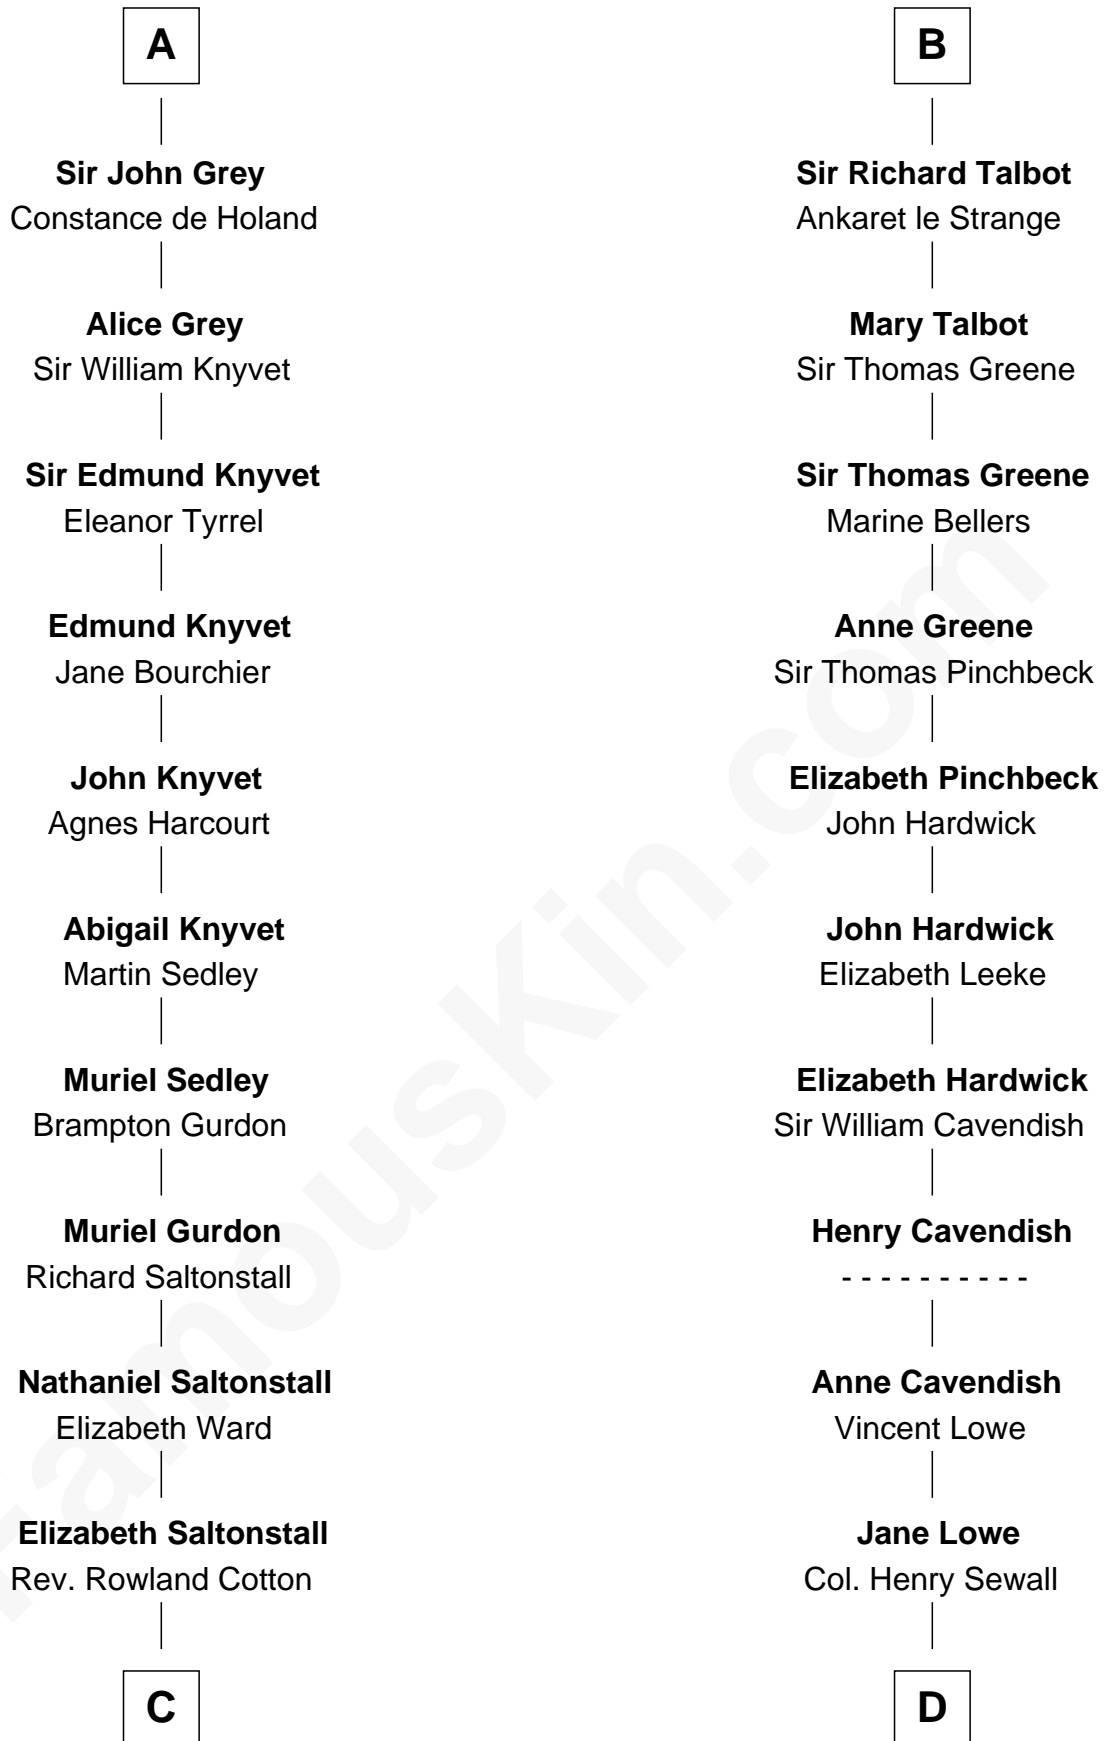 A
Sir John Grey
Constance de Holand
Alice Grey
Sir William Knyvet
Sir Edmund Knyvet
Eleanor Tyrrel
Edmund Knyvet
Jane Bourchier
John Knyvet
Agnes Harcourt
Abigail Knyvet
Martin Sedley
Muriel Sedley
Brampton Gurdon
Muriel Gurdon
Richard Saltonstall
Nathaniel Saltonstall
Elizabeth Ward
Elizabeth Saltonstall
Rev. Rowland Cotton
C
B
Sir Richard Talbot
Ankaret le Strange
Mary Talbot
Sir Thomas Greene
Sir Thomas Greene
Marine Bellers
Anne Greene
Sir Thomas Pinchbeck
Elizabeth Pinchbeck
John Hardwick
John Hardwick
Elizabeth Leeke
Elizabeth Hardwick
Sir William Cavendish
Henry Cavendish
- - - - - - - - - -
Anne Cavendish
Vincent Lowe
Jane Lowe
Col. Henry Sewall
D
FamousKin.com